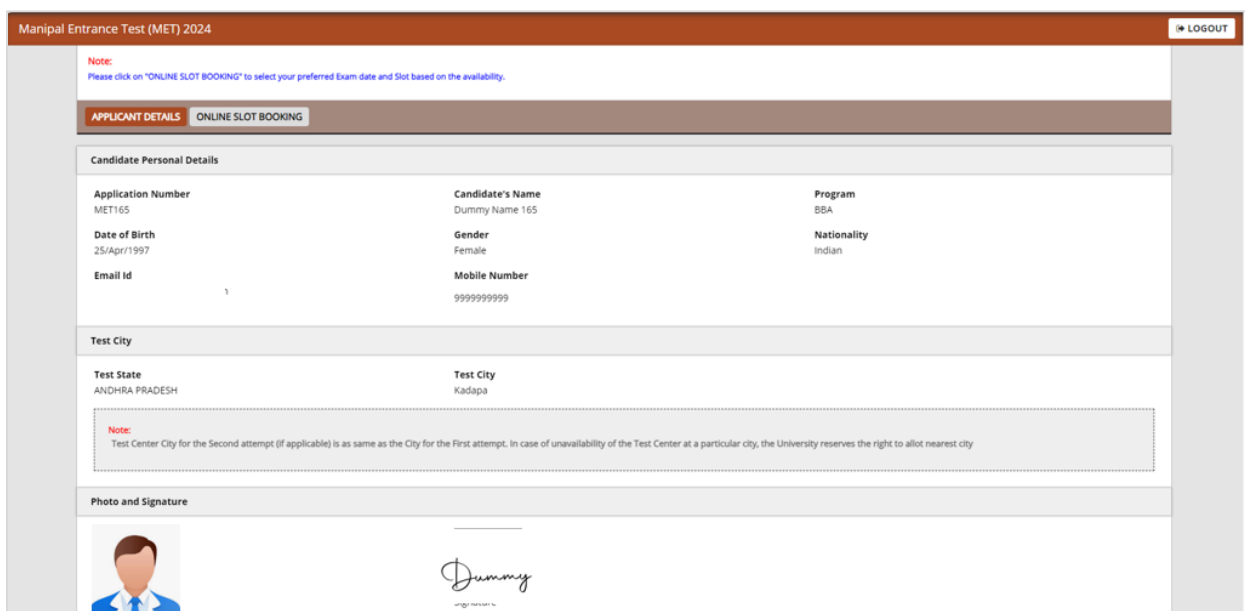 Manipal Entrance Test (MET) 2024
LOGOUT
Note:
Please click on "ONLINE SLOT BOOKING" to select your preferred Exam date and Slot based on the availability.
APPLICANT DETAILS ONLINE SLOT BOOKING
Candidate Personal Details
Application Number Candidate's Name Program
MET165 Dummy Name 165 BBA
Date of Birth Gender Nationality
25/Apr/1997 Female Indian
Email Id Mobile Number
9999999999
Test City
Test State Test City
ANDHRA PRADESH Kadapa
Note:
Test Center City for the Second attempt (if applicable) is as same as the City for the First attempt. In case of unavailability of the Test Center at a particular city, the University reserves the right to allot nearest city
Photo and Signature
Dummy